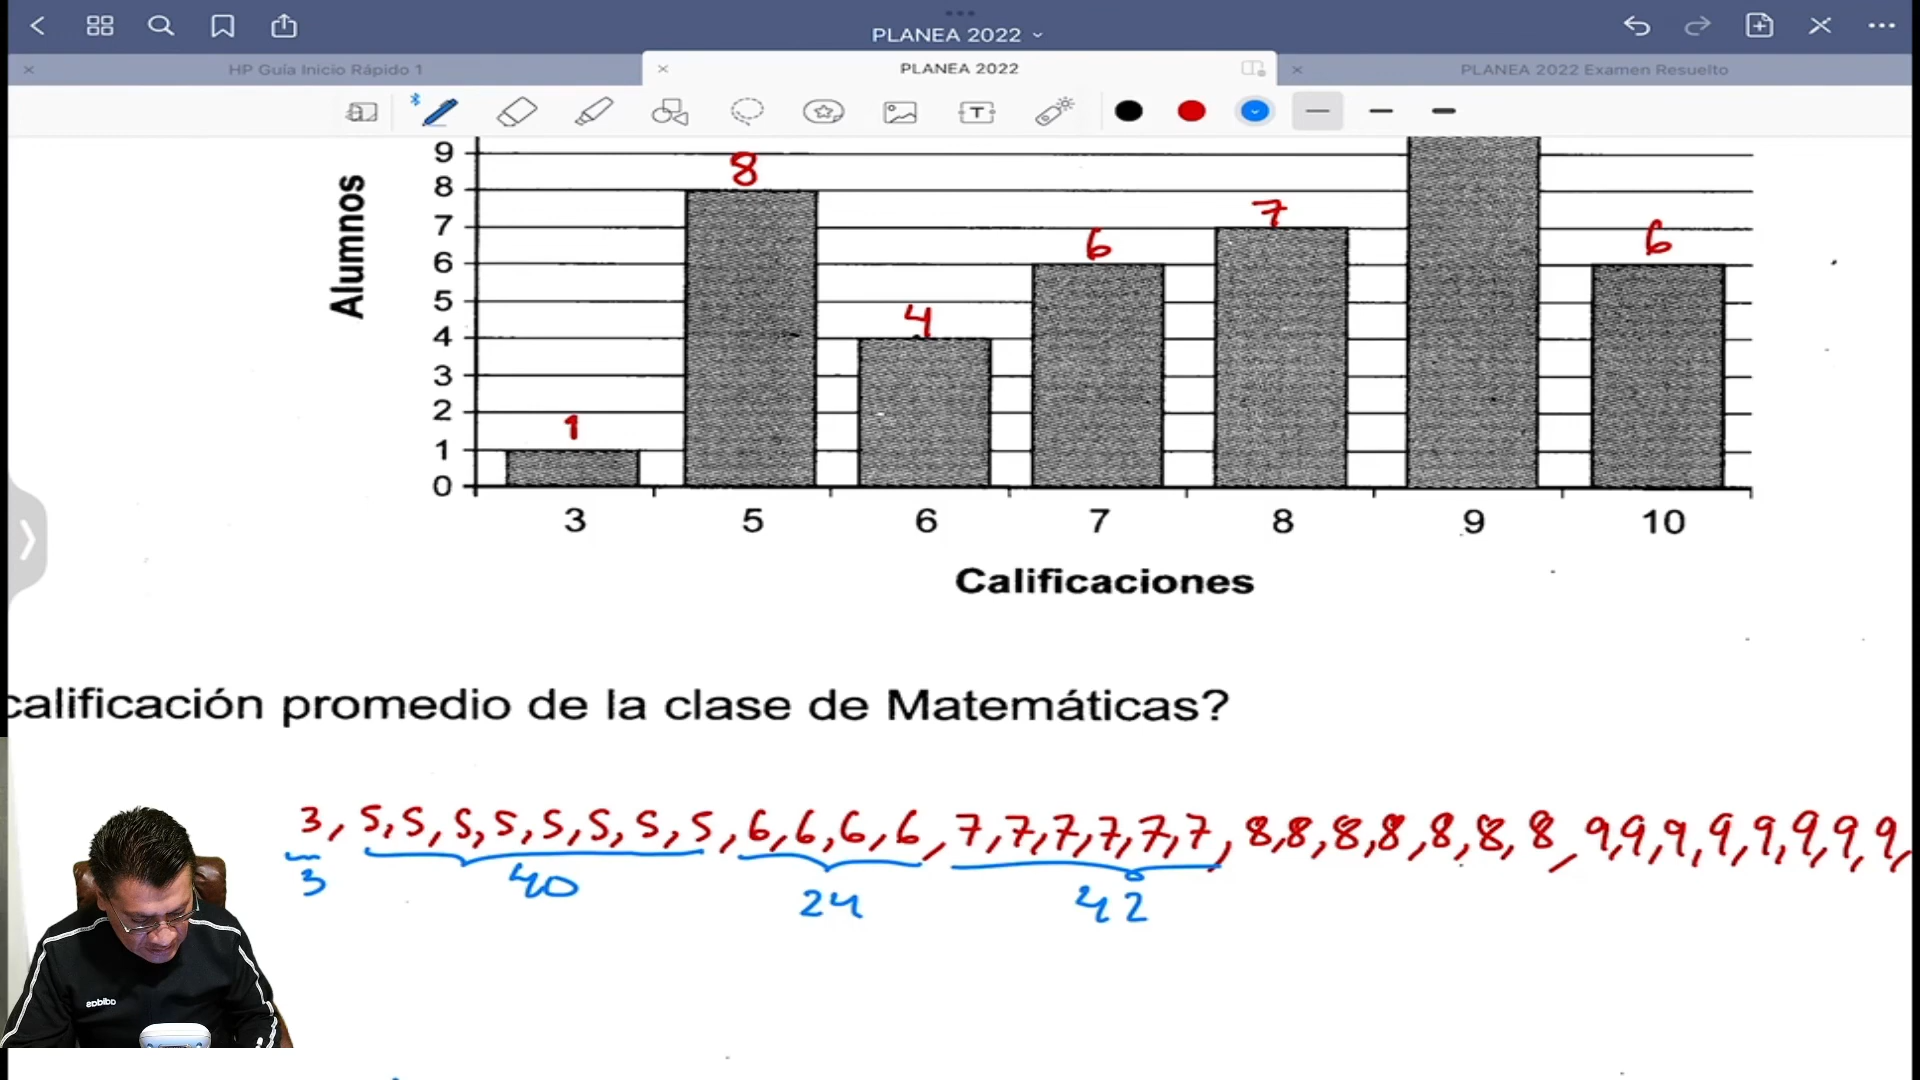 PLANEA 2022
HP Guía Inicio Rápido 1
PLANEA 2022
PLANEA 2022 Examen Resuelto
T
Alumnos
9
8
7
6
5
4
3
2
1
0
1
8
4
6
7
6
3 5 6 7 8 9 10
Calificaciones
calificación promedio de la clase de Matemáticas?
3, 5,5,5,5,5,5,5,5, 6,6,6,6, 7,7,7,7,7,7, 8,8,8,8,8,8,8, 9,9,9,9,9,9,9,9,
3 40 24 42
adidas